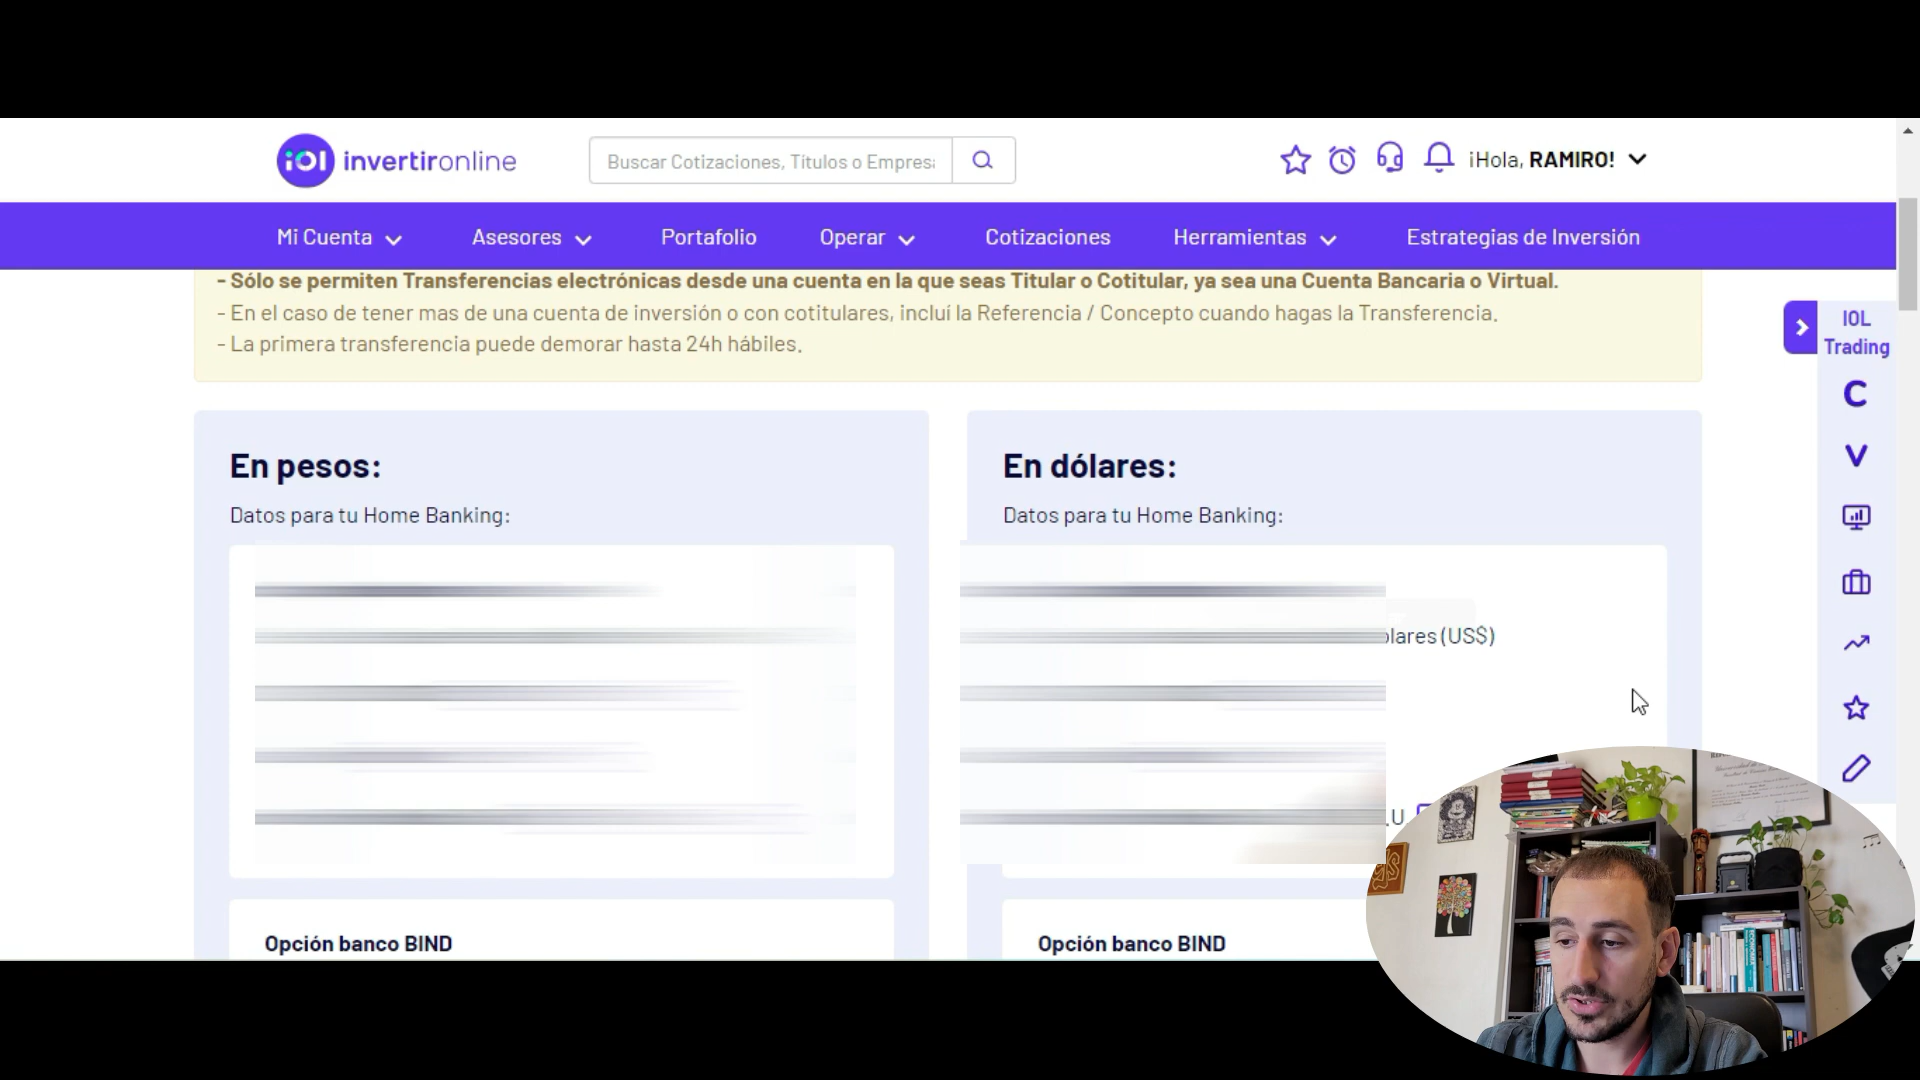 iol invertironline
Buscar Cotizaciones, Títulos o Empresa
¡Hola, RAMIRO!
Mi Cuenta
Asesores
Portafolio
Operar
Cotizaciones
Herramientas
Estrategias de Inversión
- Sólo se permiten Transferencias electrónicas desde una cuenta en la que seas Titular o Cotitular, ya sea una Cuenta Bancaria o Virtual.
- En el caso de tener mas de una cuenta de inversión o con cotitulares, incluí la Referencia / Concepto cuando hagas la Transferencia.
- La primera transferencia puede demorar hasta 24h hábiles.
IOL
Trading
C
V
En pesos:
Datos para tu Home Banking:
Opción banco BIND
En dólares:
Datos para tu Home Banking:
lares (US$)
.U.
Opción banco BIND